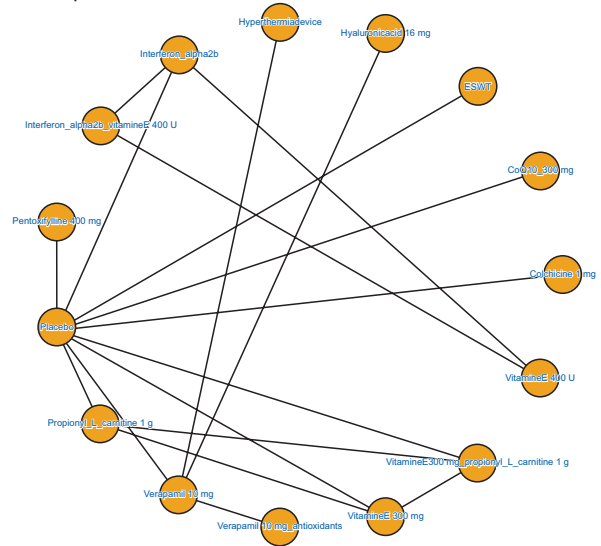 Hyperthermiadevice
Hyaluronicacid 16 mg
Interferon_alpha2b
ESWT
Interferon_alpha2b_vitamineE 400 U
CoQ10_300 mg
Pentoxifylline 400 mg
Colchicine 1 mg
Placebo
VitamineE 400 U
Propionyl_L_carnitine 1 g
VitamineE300 mg_propionyl_L_carnitine 1 g
Verapamil 10 mg
VitamineE 300 mg
Verapamil 10 mg_antioxidants